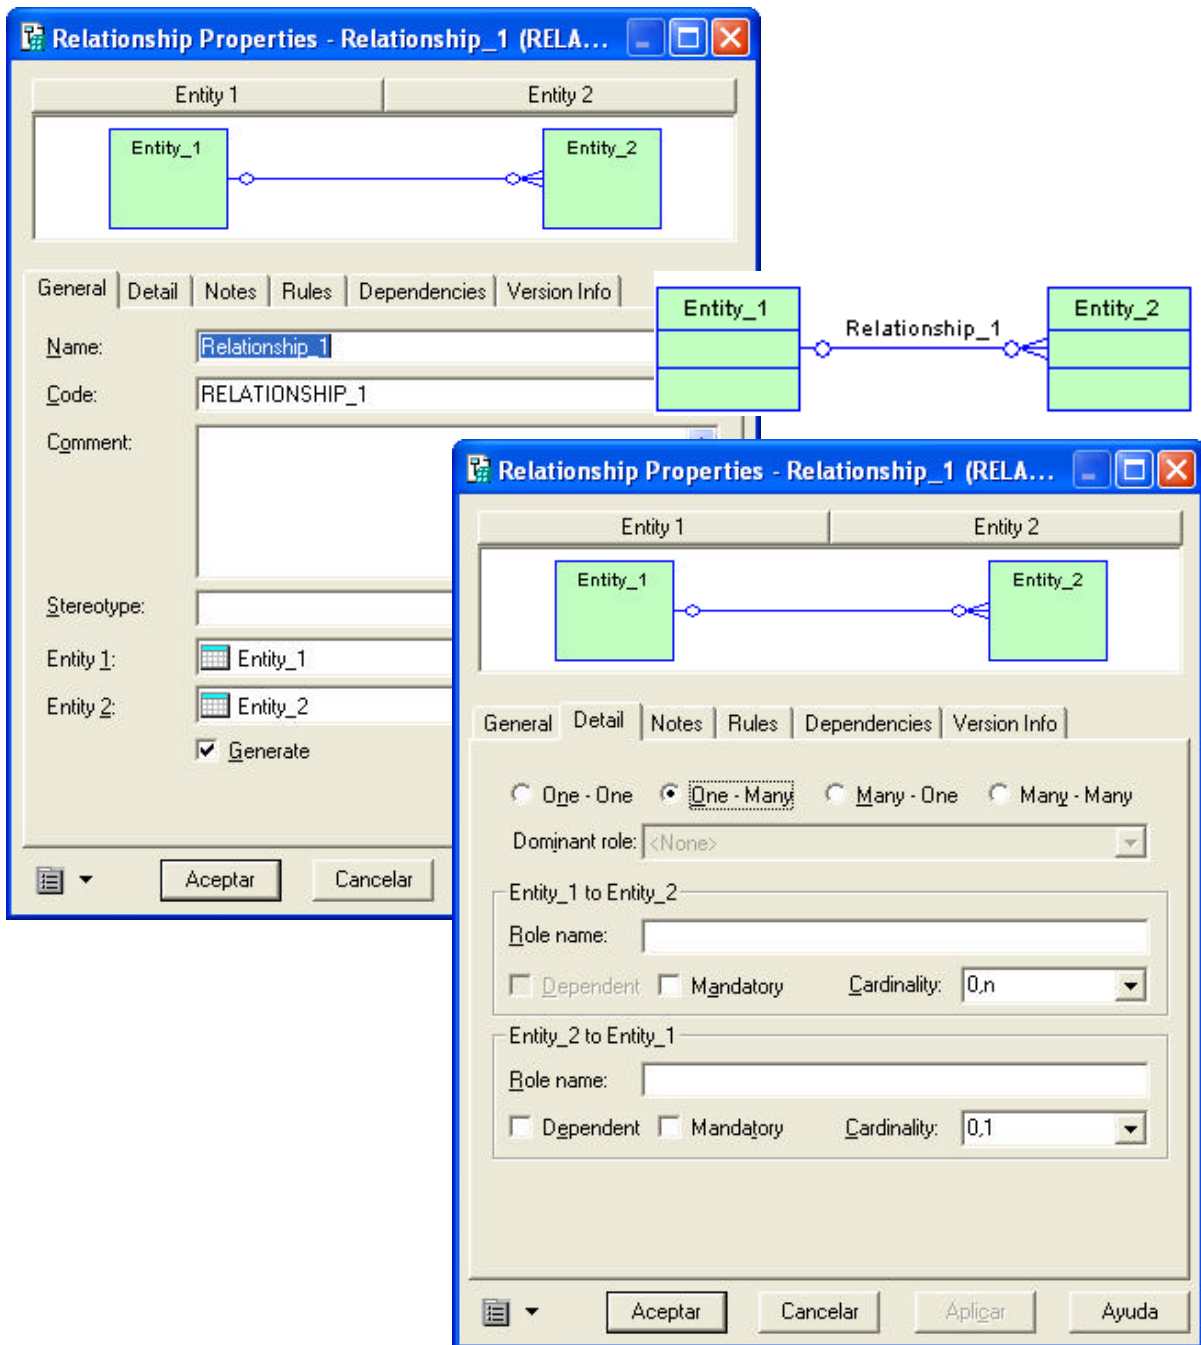 Relationship Properties - Relationship_1 (RELA...
Entity 1 Entity 2
Entity_1 Entity_2
General Detail Notes Rules Dependencies Version Info
Name: Relationship_1
Code: RELATIONSHIP_1
Comment:
Stereotype:
Entity 1: Entity_1
Entity 2: Entity_2
Generate
Aceptar Cancelar
Entity_1 Relationship_1 Entity_2
Relationship Properties - Relationship_1 (RELA...
Entity 1 Entity 2
Entity_1 Entity_2
General Detail Notes Rules Dependencies Version Info
One - One One - Many Many - One Many - Many
Dominant role: <None>
Entity_1 to Entity_2
Role name:
Dependent Mandatory Cardinality: 0,n
Entity_2 to Entity_1
Role name:
Dependent Mandatory Cardinality: 0,1
Aceptar Cancelar Aplicar Ayuda